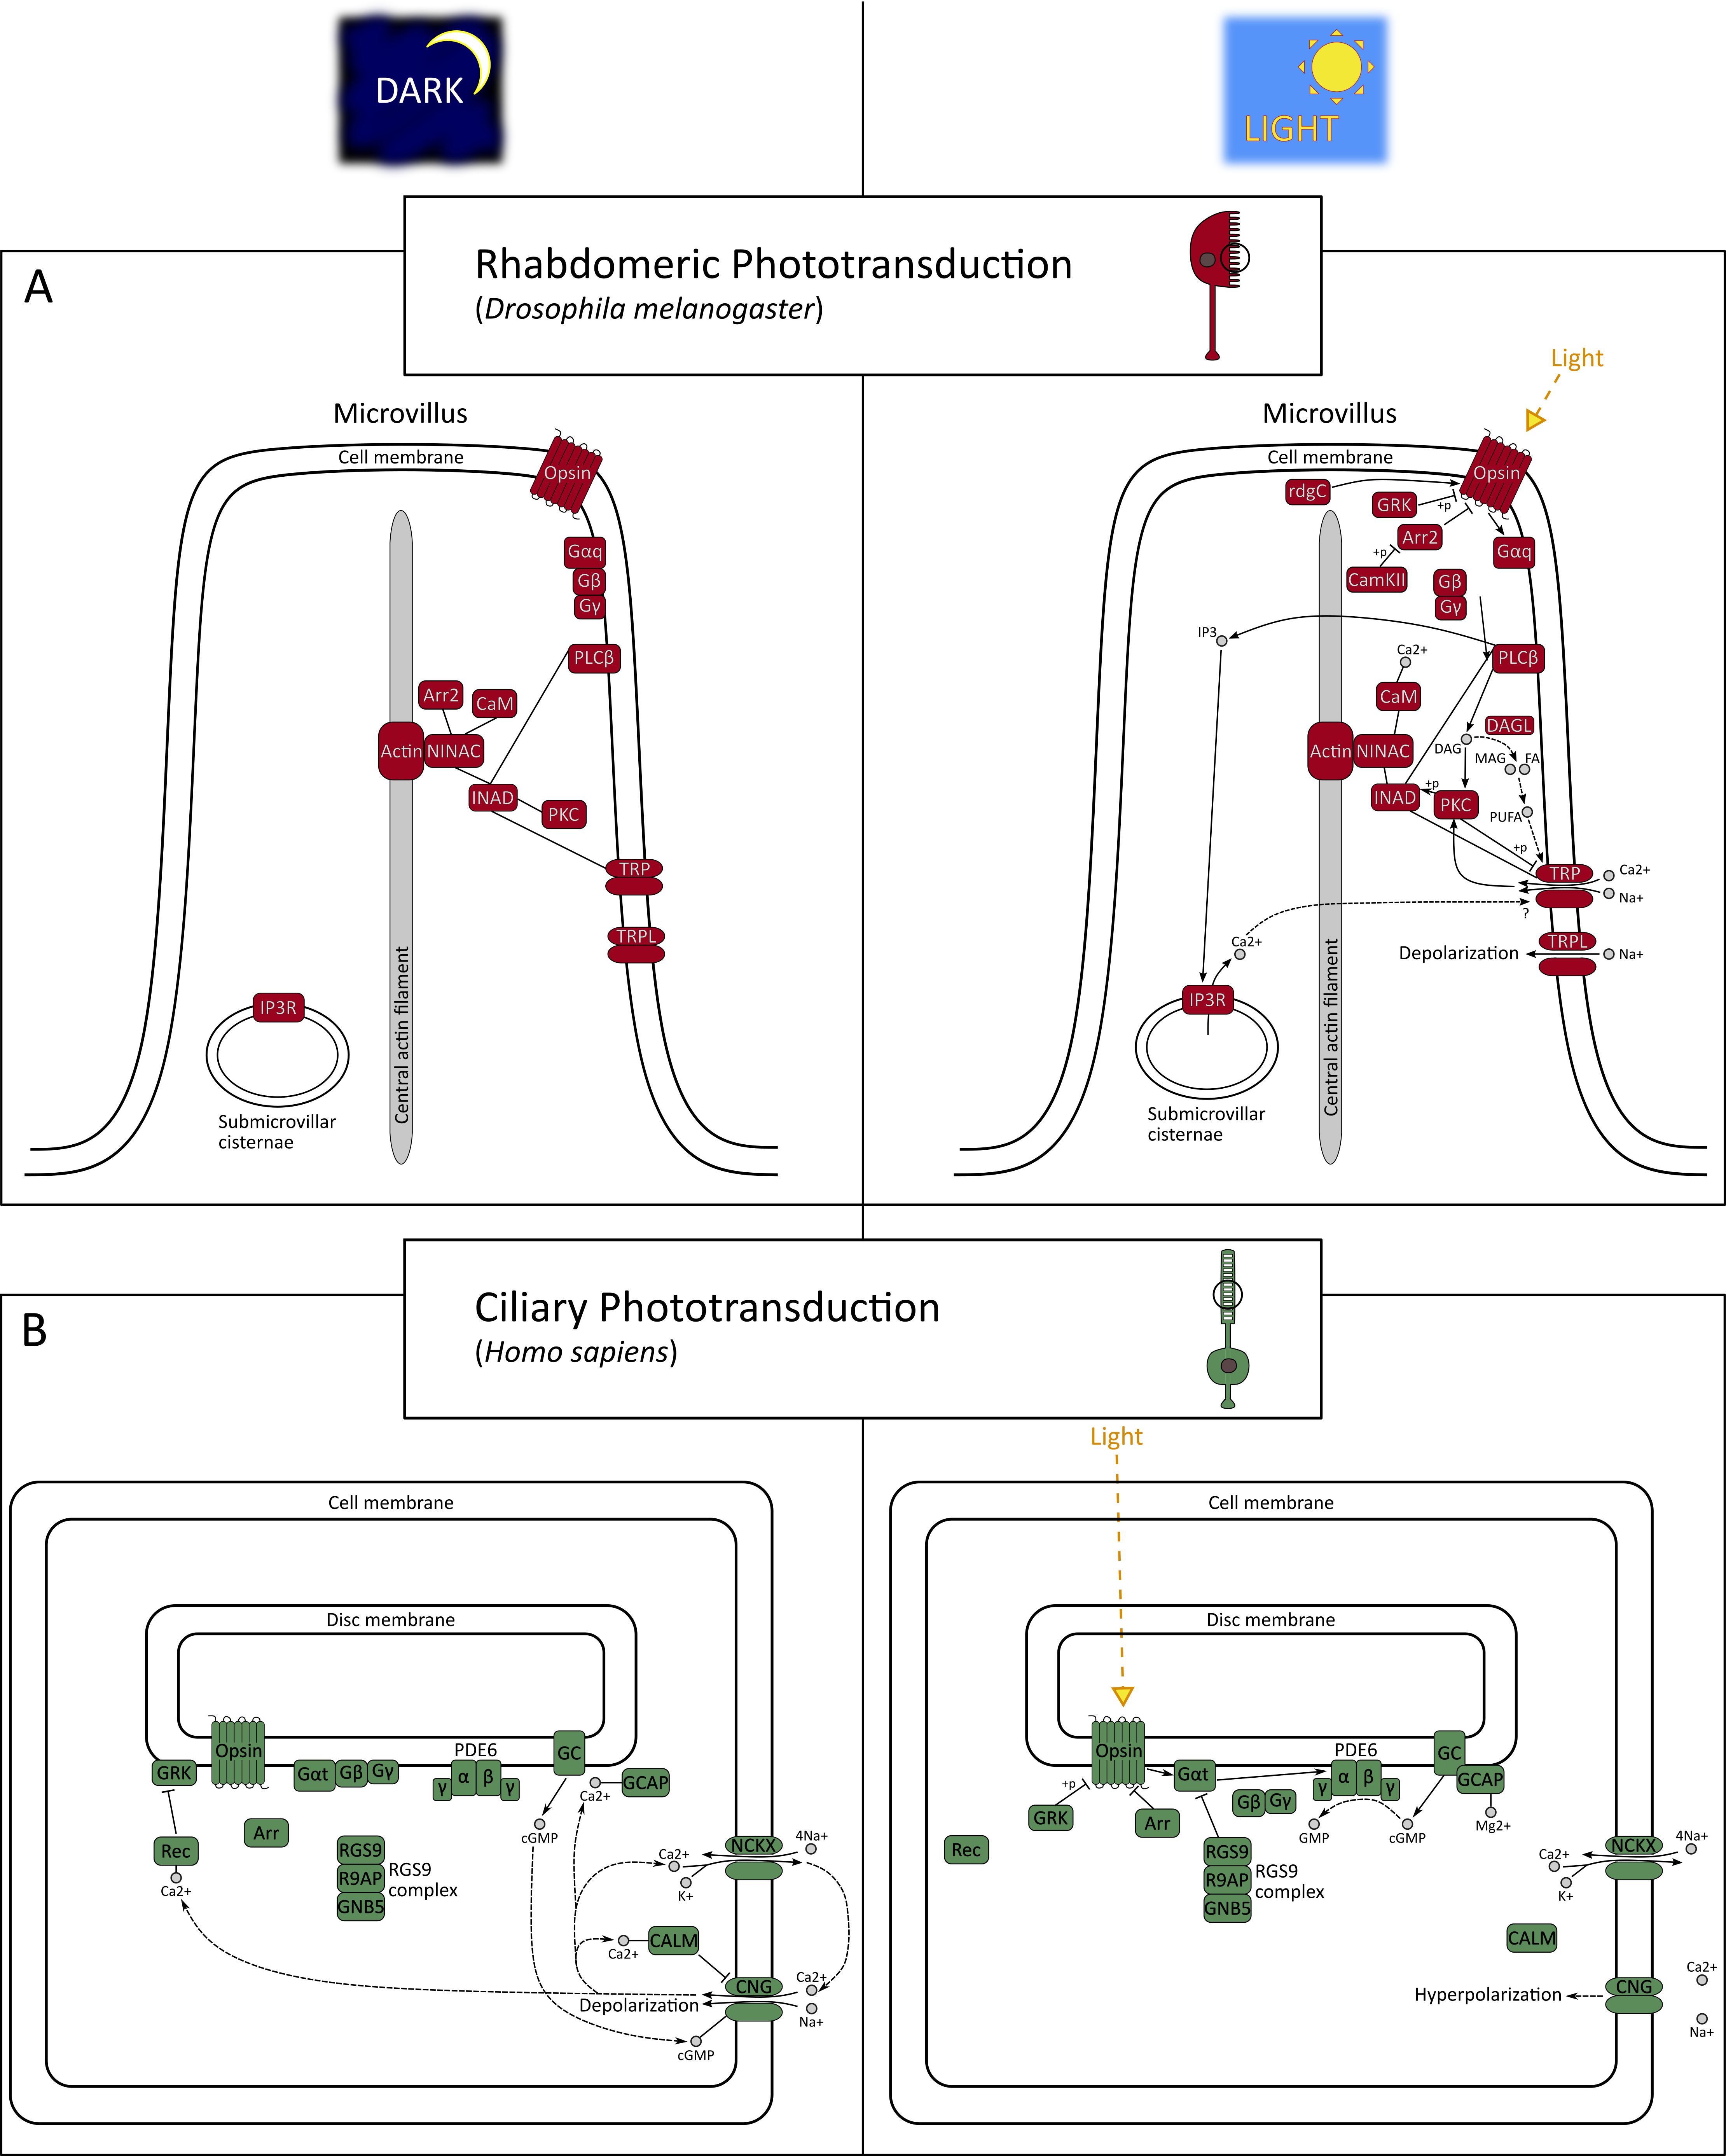 DARK
LIGHT
A
Rhabdomeric Phototransduction
(Drosophila melanogaster)
Microvillus
Cell membrane
Opsin
Gαq
Gβ
Gγ
PLCβ
Arr2
CaM
Actin
NINAC
INAD
PKC
TRP
TRPL
IP3R
Central actin filament
Submicrovillar
cisternae
Light
Microvillus
Cell membrane
Opsin
rdgC
GRK
+p
Arr2
+p
CamKII
Gαq
Gβ
Gγ
IP3
Ca2+
PLCβ
CaM
DAGL
Actin
NINAC
DAG
MAG
FA
+p
INAD
PKC
PUFA
+p
TRP
Ca2+
Na+
?
Ca2+
TRPL
Depolarization
Na+
IP3R
Central actin filament
Submicrovillar
cisternae
B
Ciliary Phototransduction
(Homo sapiens)
Cell membrane
Disc membrane
Opsin
GRK
Gαt
Gβ
Gγ
PDE6
γ
α
β
γ
GC
GCAP
Ca2+
Arr
cGMP
Rec
Ca2+
RGS9
R9AP
GNB5
RGS9
complex
NCKX
4Na+
Ca2+
K+
CALM
Ca2+
CNG
Ca2+
Depolarization
Na+
cGMP
Light
Cell membrane
Disc membrane
Opsin
+p
GRK
Gαt
Arr
Gβ
Gγ
PDE6
γ
α
β
γ
GC
GCAP
Mg2+
GMP
cGMP
Rec
RGS9
R9AP
GNB5
RGS9
complex
NCKX
4Na+
Ca2+
K+
CALM
Ca2+
CNG
Hyperpolarization
Na+